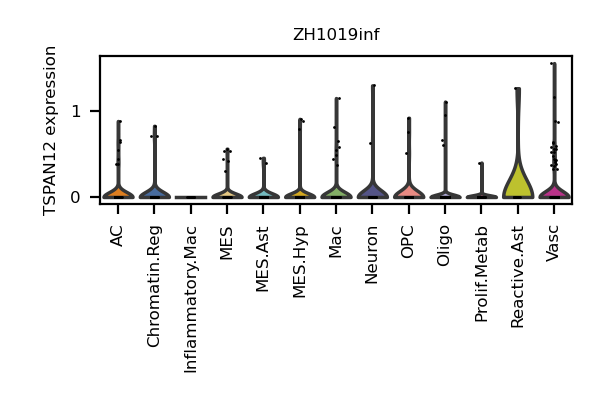 ZH1019inf
TSPAN12 expression
1
0
AC
Chromatin.Reg
Inflammatory.Mac
MES
MES.Ast
MES.Hyp
Mac
Neuron
OPC
Oligo
Prolif.Metab
Reactive.Ast
Vasc